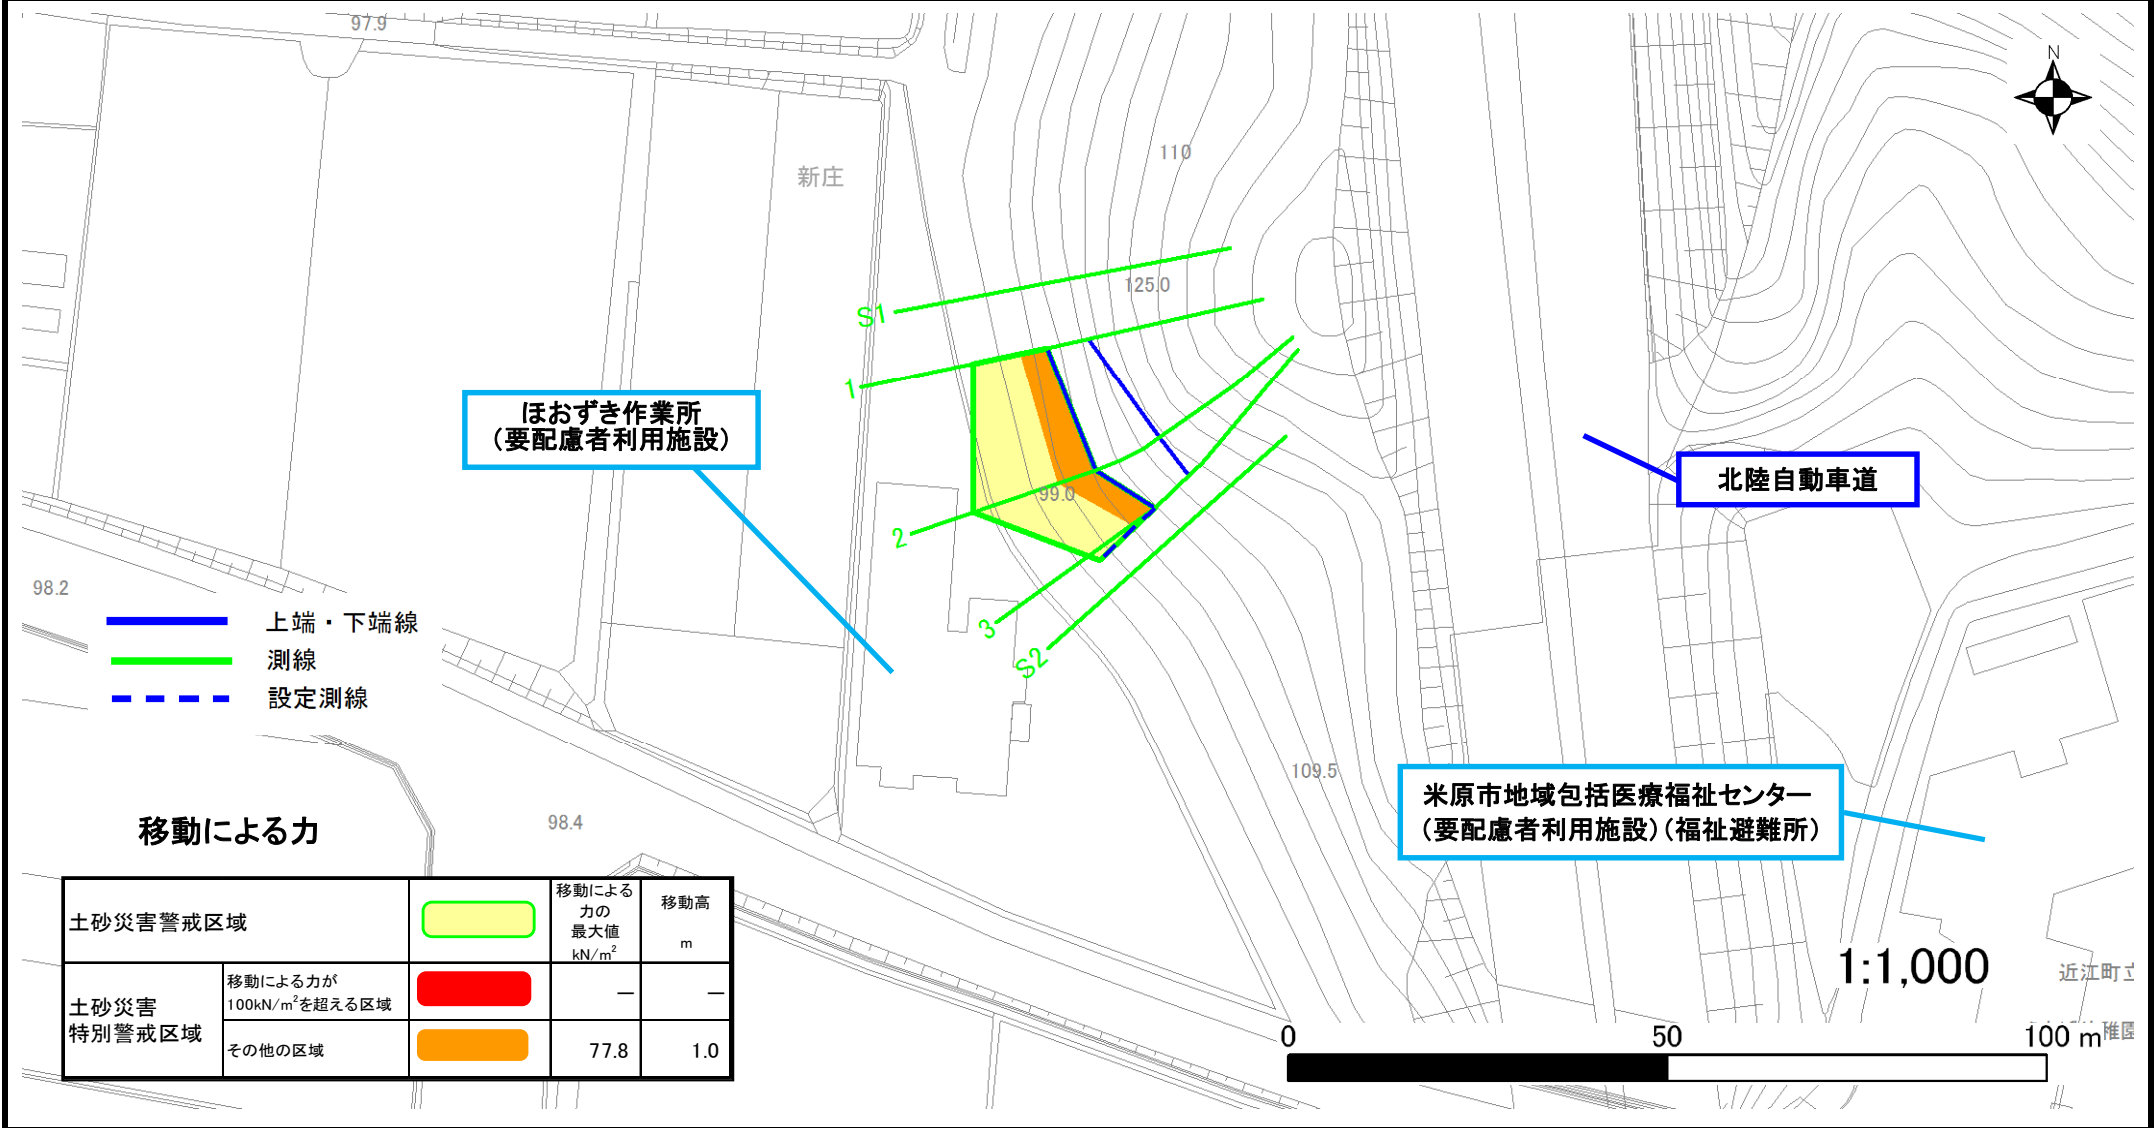 97.9
N
110
新庄
125.0
S1
1
ほおずき作業所
（要配慮者利用施設）
北陸自動車道
99.0
2
98.2
上端・下端線
3
測線
S2
設定測線
109.5
米原市地域包括医療福祉センター
（要配慮者利用施設）（福祉避難所）
98.4
移動による力
土砂災害警戒区域
移動による
力の
最大値
kN/m²
移動高
m
土砂災害
特別警戒区域
移動による力が
100kN/m²を超える区域
－
－
その他の区域
77.8
1.0
1:1,000
近江町立
稚園
0
50
100 m